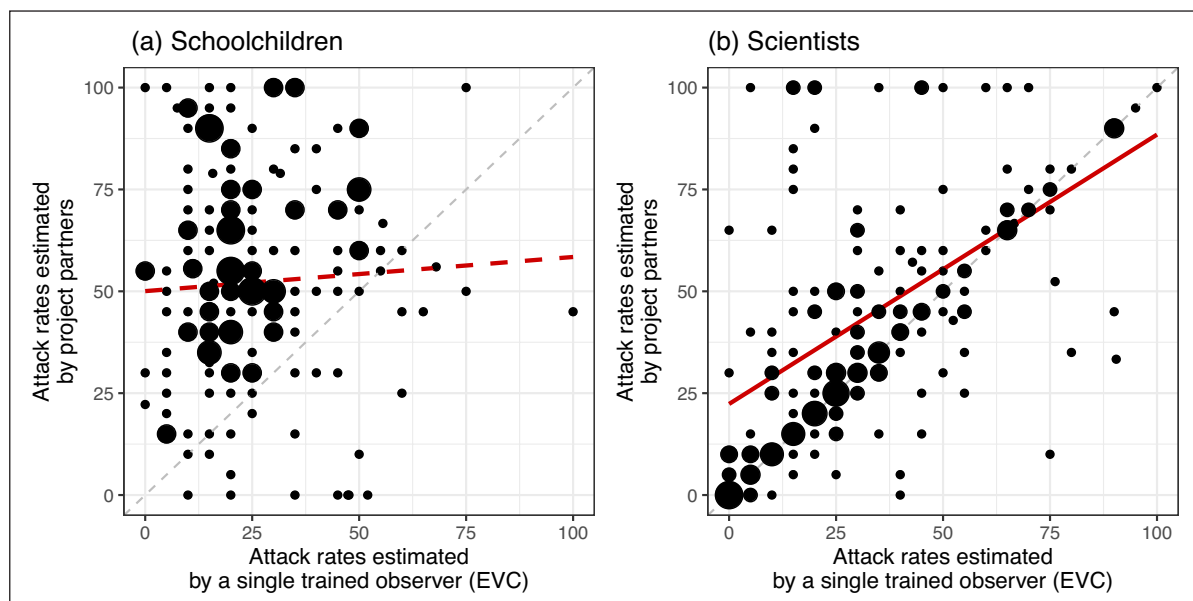 (a) Schoolchildren
(b) Scientists
Attack rates estimated
by project partners
100
75
50
25
0
0 25 50 75 100
Attack rates estimated
by a single trained observer (EVC)
Attack rates estimated
by project partners
100
75
50
25
0
0 25 50 75 100
Attack rates estimated
by a single trained observer (EVC)